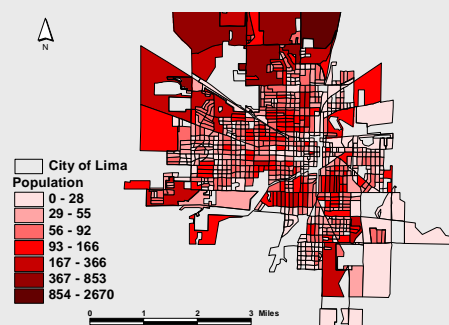 N
City of Lima
Population
0 - 28
29 - 55
56 - 92
93 - 166
167 - 366
367 - 853
854 - 2670
0 1 2 3 Miles